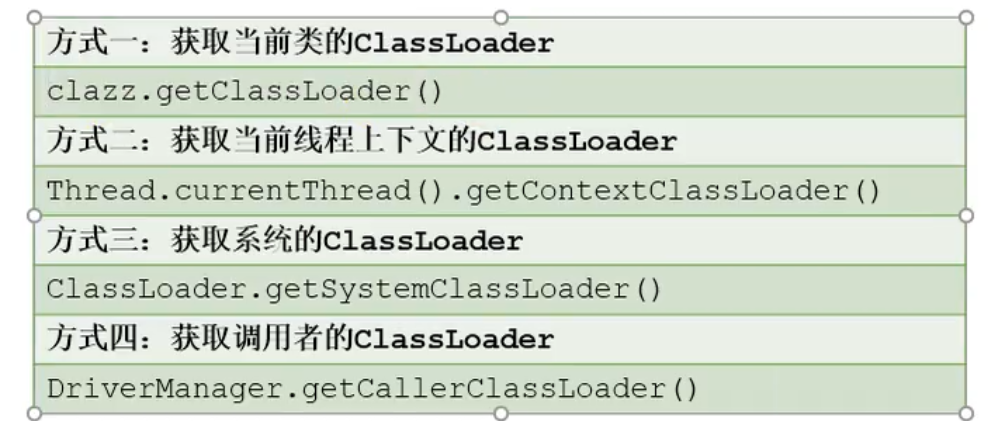 方式一：获取当前类的ClassLoader
clazz.getClassLoader()
方式二：获取当前线程上下文的ClassLoader
Thread.currentThread().getContextClassLoader()
方式三：获取系统的ClassLoader
ClassLoader.getSystemClassLoader()
方式四：获取调用者的ClassLoader
DriverManager.getCallerClassLoader()